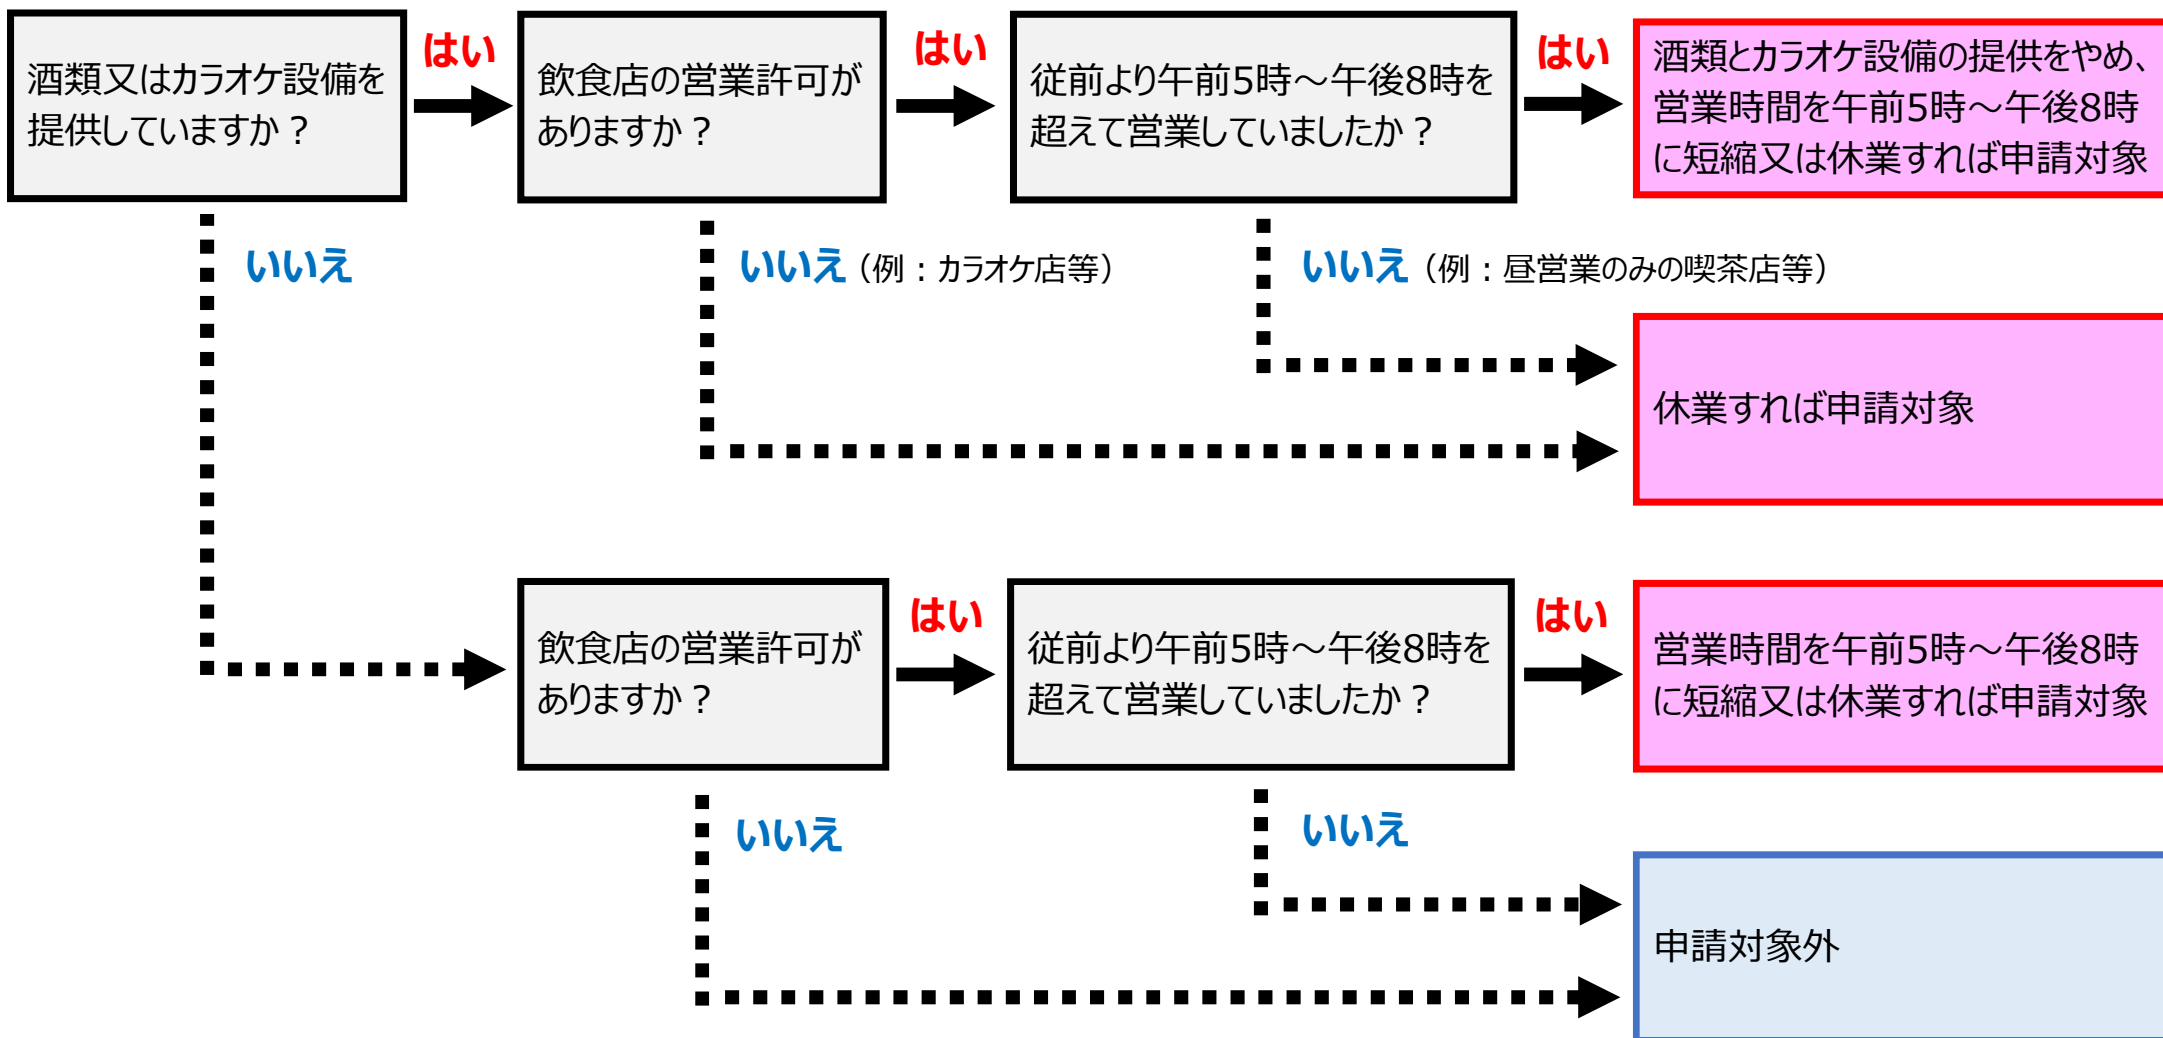 酒類又はカラオケ設備を
提供していますか？
はい
飲食店の営業許可が
ありますか？
はい
従前より午前5時～午後8時を
超えて営業していましたか？
はい
酒類とカラオケ設備の提供をやめ、
営業時間を午前5時～午後8時
に短縮又は休業すれば申請対象
いいえ
いいえ（例：カラオケ店等）
いいえ（例：昼営業のみの喫茶店等）
休業すれば申請対象
飲食店の営業許可が
ありますか？
はい
従前より午前5時～午後8時を
超えて営業していましたか？
はい
営業時間を午前5時～午後8時
に短縮又は休業すれば申請対象
いいえ
いいえ
申請対象外